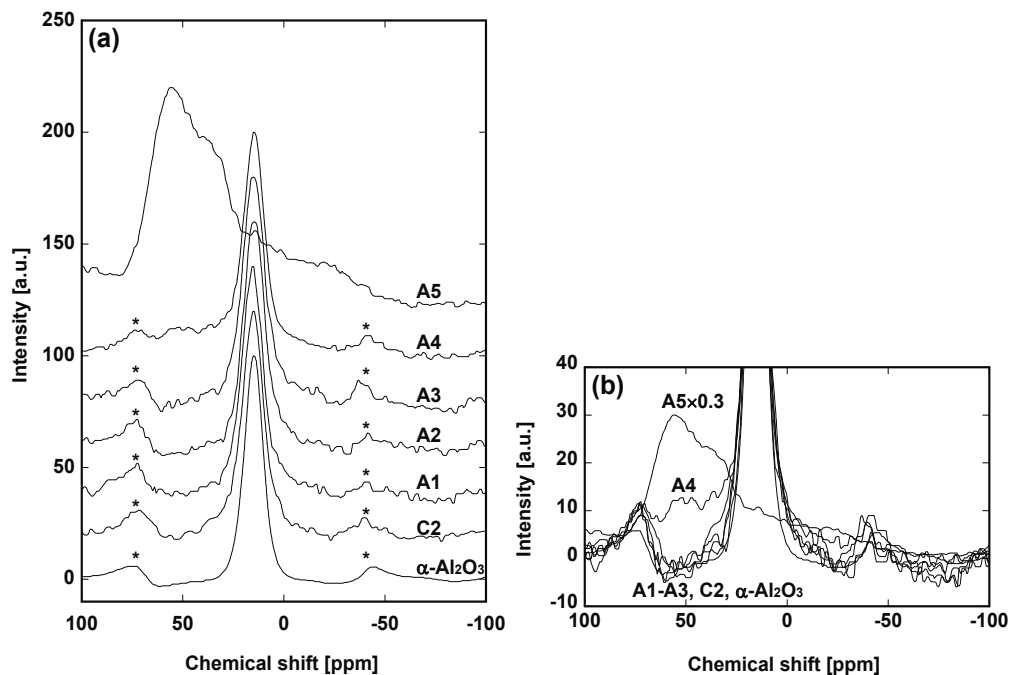 (a)
Intensity [a.u.]
250
200
150
100
50
0
A5
* A4 *
* A3 *
* A2 *
* A1 *
* C2 *
* α-Al₂O₃ *
100 50 0 -50 -100
Chemical shift [ppm]
(b)
Intensity [a.u.]
40
30
20
10
0
-10
A5×0.3
A4
A1-A3, C2, α-Al₂O₃
100 50 0 -50 -100
Chemical shift [ppm]